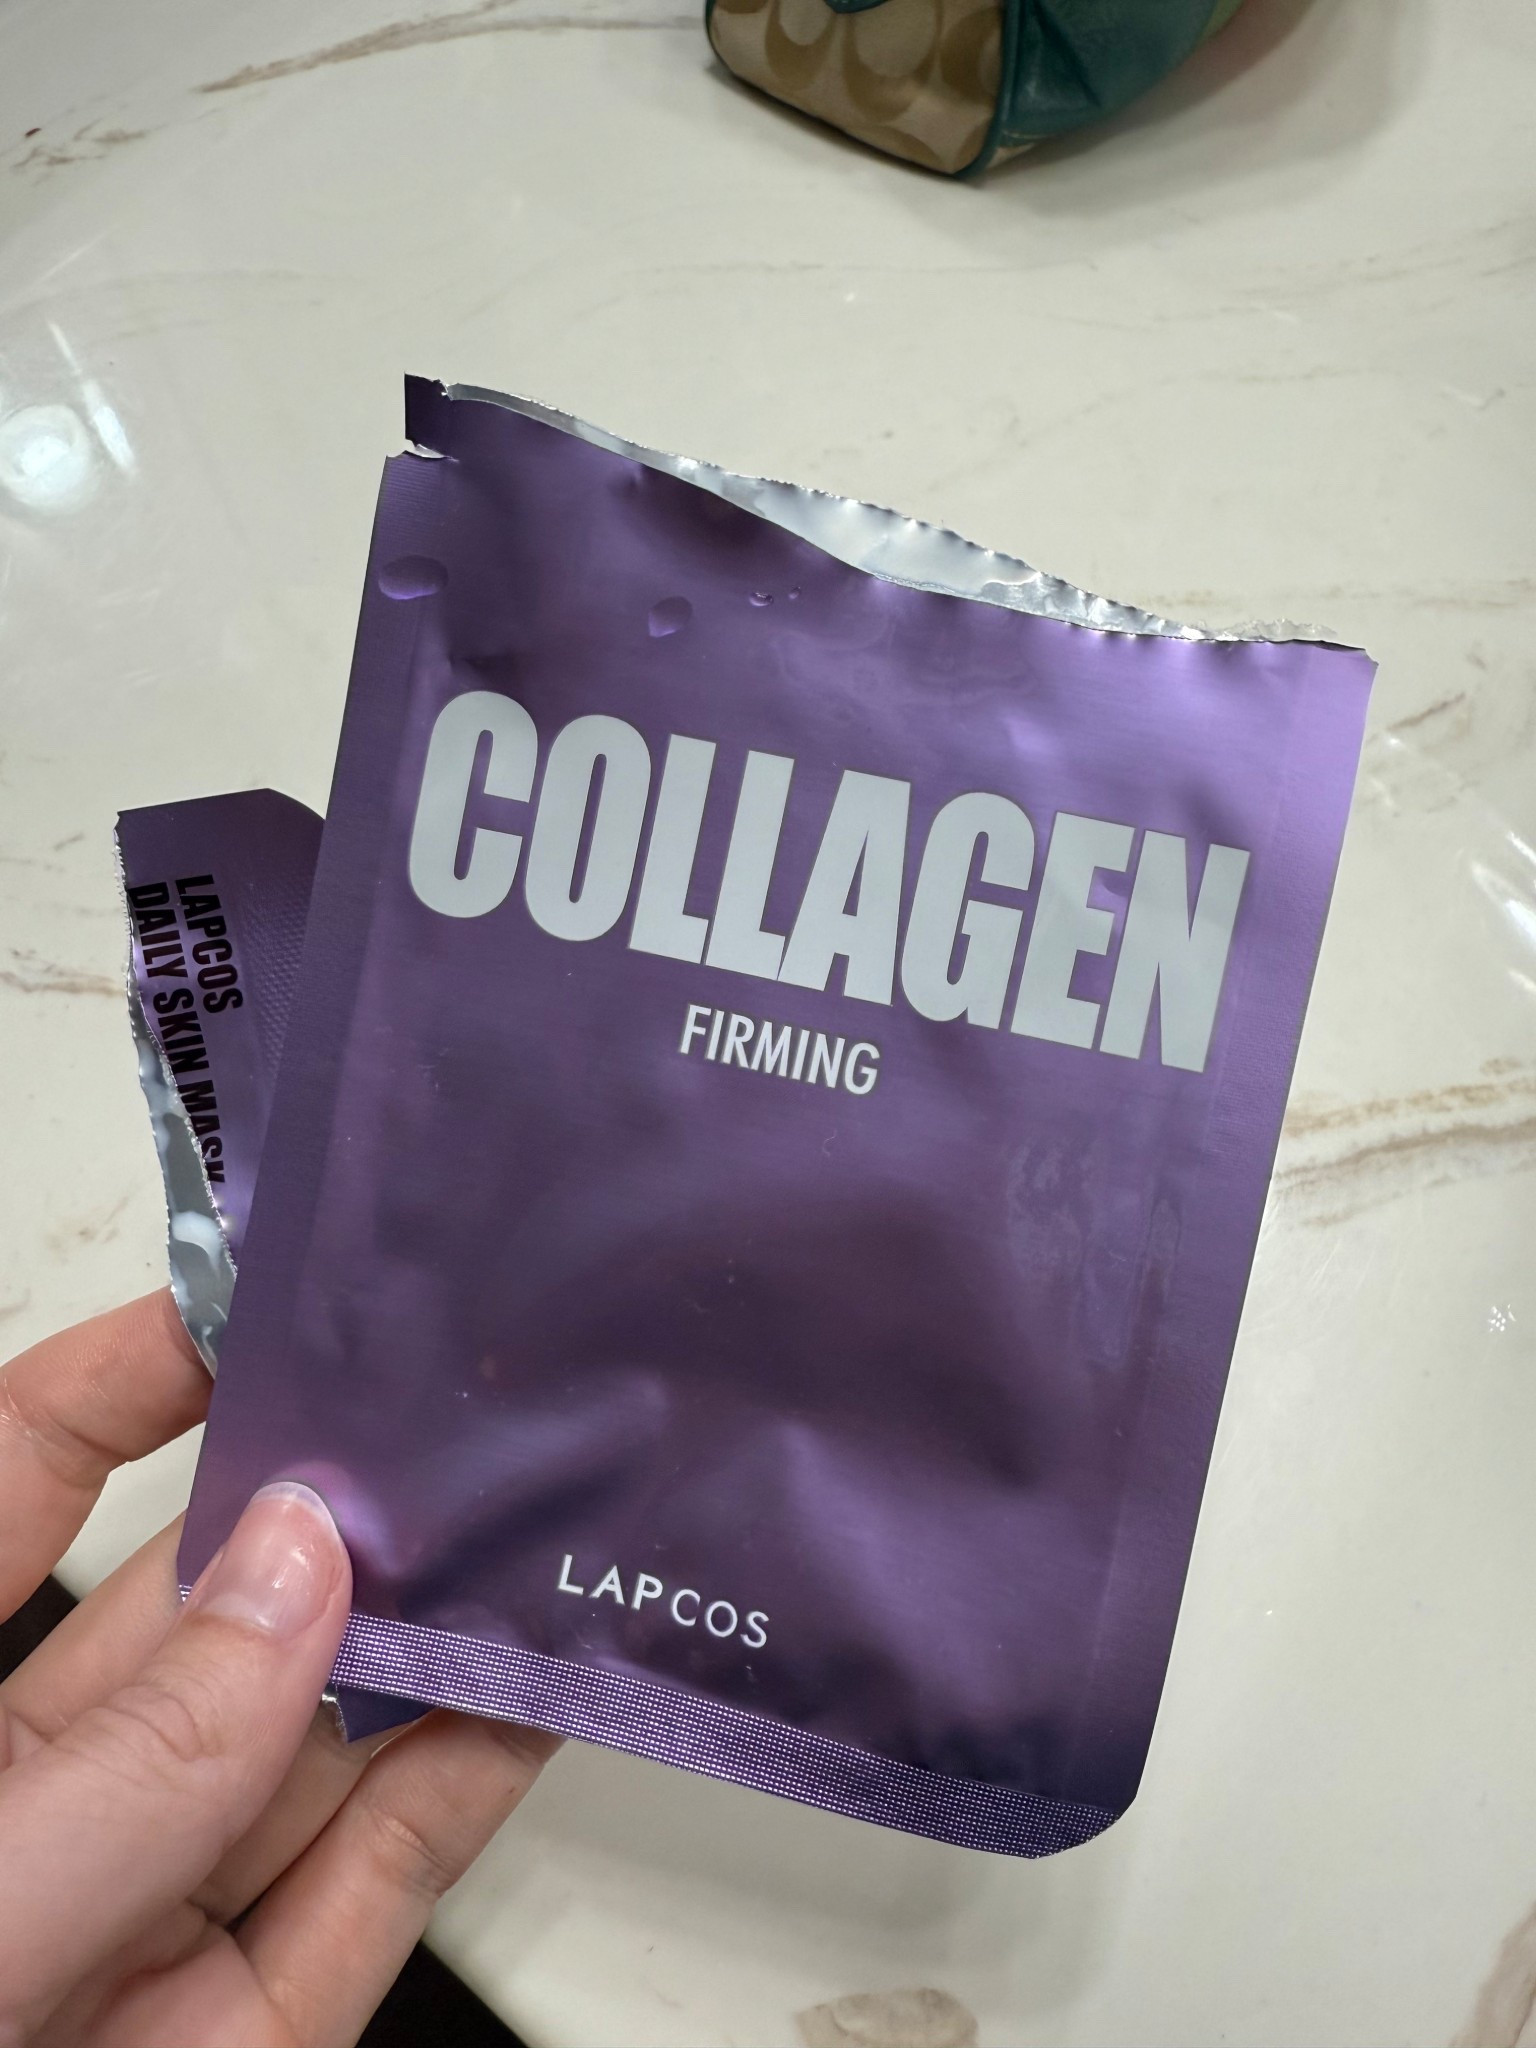 COLLAGEN
FIRMING
LAPCOS
LAPCOS
DAILY SKIN MASK